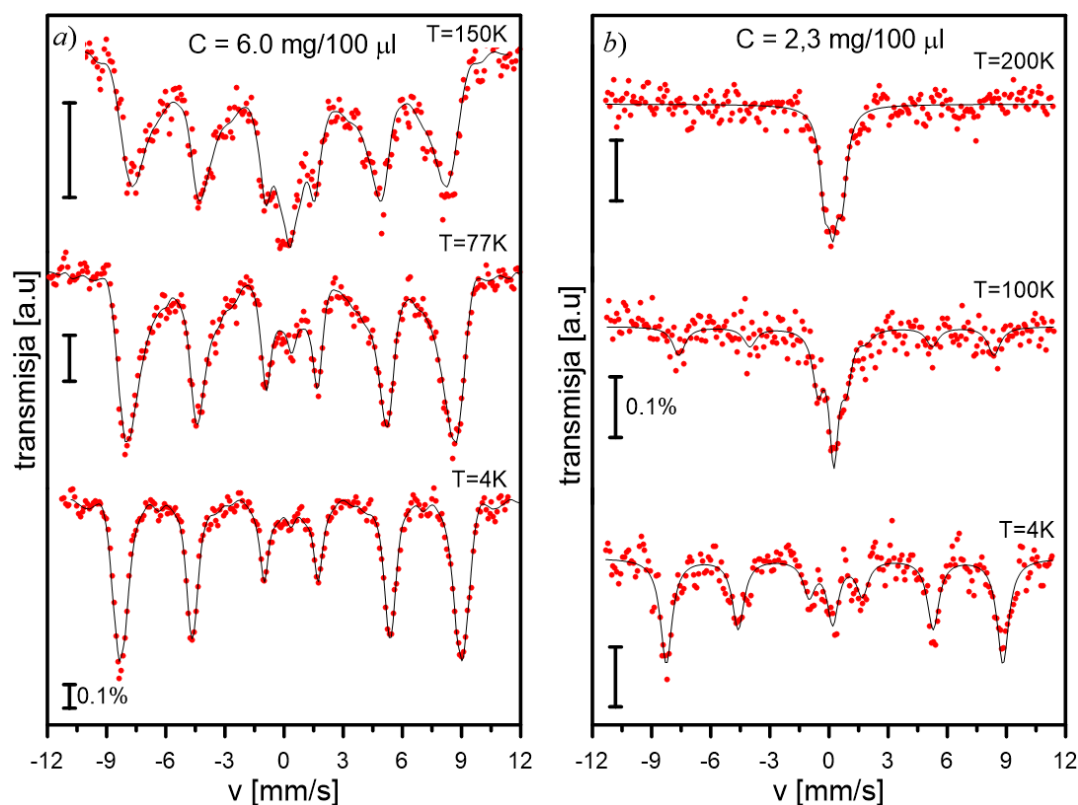 a) C = 6.0 mg/100 µl
T=150K
T=77K
T=4K
0.1%
transmisja [a.u]
-12 -9 -6 -3 0 3 6 9 12
v [mm/s]
b) C = 2,3 mg/100 µl
T=200K
T=100K
0.1%
T=4K
transmisja [a.u]
-12 -9 -6 -3 0 3 6 9 12
v [mm/s]